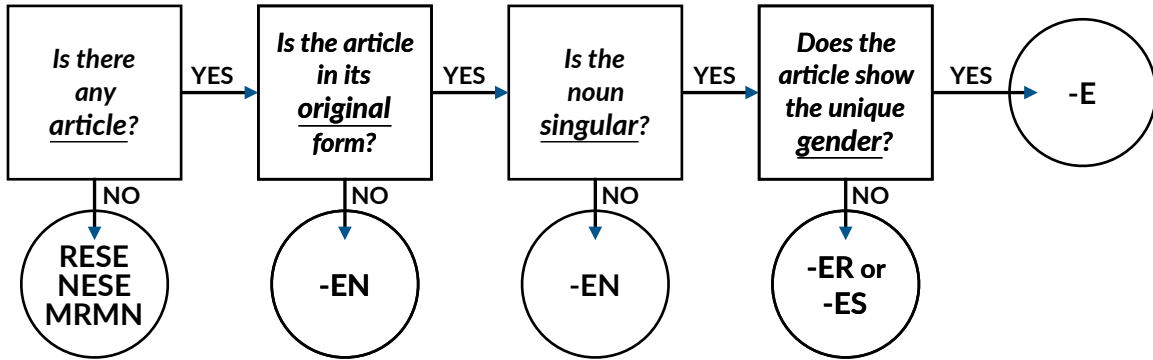 Is there
any
article?
YES
NO
RESE
NESE
MRMN
Is the article
in its
original
form?
YES
NO
-EN
Is the
noun
singular?
YES
NO
-EN
Does the
article show
the unique
gender?
YES
NO
-ER or
-ES
-E